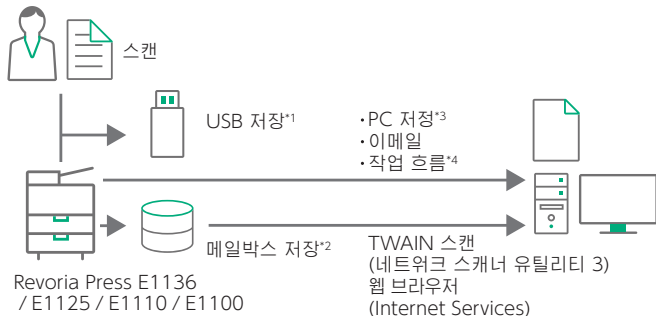 스캔
USB 저장*1
·PC 저정*3
·이메일
·작업 흐름*4
메일박스 저장*2
TWAIN 스캔
(네트워크 스캐너 유틸리티 3)
웹 브라우저
(Internet Services)
Revoria Press E1136
/ E1125 / E1110 / E1100